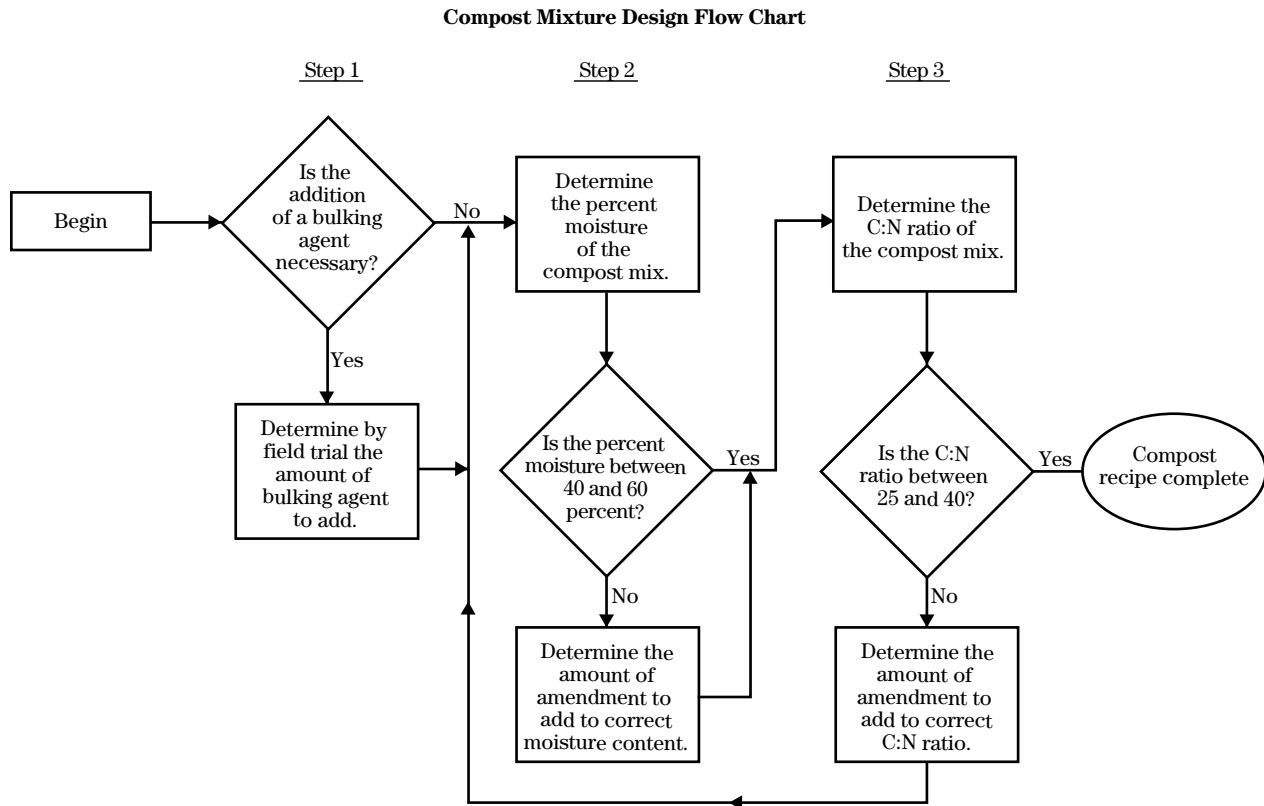 Compost Mixture Design Flow Chart
Step 1
Step 2
Step 3
Begin
Is the
addition
of a bulking
agent
necessary?
No
Yes
Determine by
field trial the
amount of
bulking agent
to add.
Determine
the percent
moisture
of the
compost mix.
Is the percent
moisture between
40 and 60
percent?
Yes
No
Determine the
amount of
amendment to
add to correct
moisture content.
Determine the
C:N ratio of
the compost mix.
Is the C:N
ratio between
25 and 40?
Yes
No
Determine the
amount of
amendment to
add to correct
C:N ratio.
Compost
recipe complete